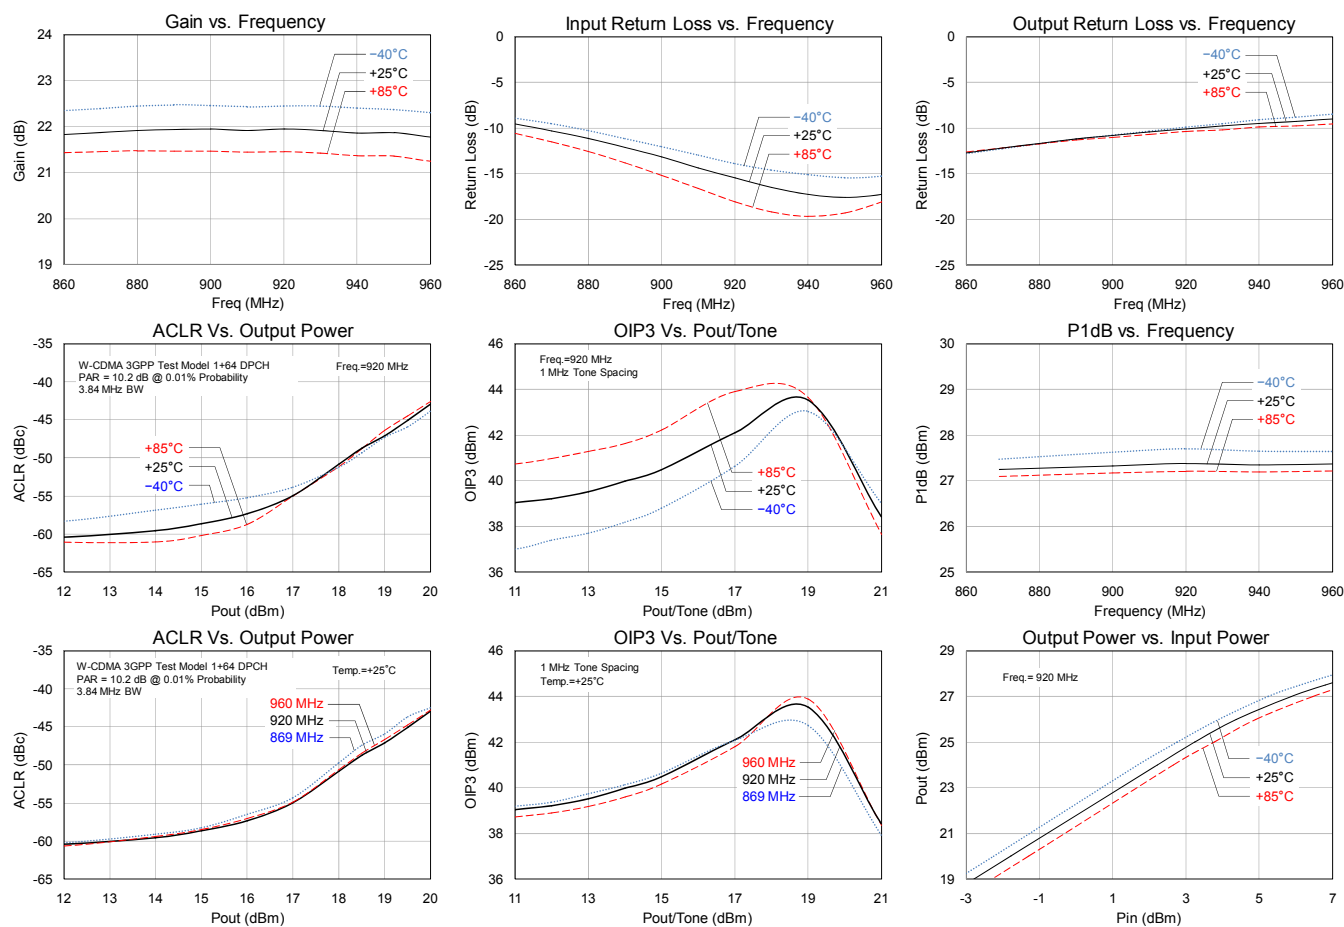 Gain vs. Frequency
24
23
22
21
20
19
Gain (dB)
−40°C
+25°C
+85°C
860
880
900
920
940
960
Freq (MHz)
Input Return Loss vs. Frequency
0
-5
-10
-15
-20
-25
Return Loss (dB)
−40°C
+25°C
+85°C
860
880
900
920
940
960
Freq (MHz)
Output Return Loss vs. Frequency
0
-5
-10
-15
-20
-25
Return Loss (dB)
−40°C
+25°C
+85°C
860
880
900
920
940
960
Freq (MHz)
ACLR Vs. Output Power
-35
-40
-45
-50
-55
-60
-65
ACLR (dBc)
W-CDMA 3GPP Test Model 1+64 DPCH
PAR = 10.2 dB @ 0.01% Probability
3.84 MHz BW
Freq.=920 MHz
+85°C
+25°C
−40°C
12
13
14
15
16
17
18
19
20
Pout (dBm)
OIP3 Vs. Pout/Tone
46
44
42
40
38
36
OIP3 (dBm)
Freq.=920 MHz
1 MHz Tone Spacing
+85°C
+25°C
−40°C
11
13
15
17
19
21
Pout/Tone (dBm)
P1dB vs. Frequency
30
29
28
27
26
25
P1dB (dBm)
−40°C
+25°C
+85°C
860
880
900
920
940
960
Frequency (MHz)
ACLR Vs. Output Power
-35
-40
-45
-50
-55
-60
-65
ACLR (dBc)
W-CDMA 3GPP Test Model 1+64 DPCH
PAR = 10.2 dB @ 0.01% Probability
3.84 MHz BW
Temp.=+25°C
960 MHz
920 MHz
869 MHz
12
13
14
15
16
17
18
19
20
Pout (dBm)
OIP3 Vs. Pout/Tone
46
44
42
40
38
36
OIP3 (dBm)
1 MHz Tone Spacing
Temp.=+25°C
960 MHz
920 MHz
869 MHz
11
13
15
17
19
21
Pout/Tone (dBm)
Output Power vs. Input Power
29
27
25
23
21
19
Pout (dBm)
Freq.= 920 MHz
−40°C
+25°C
+85°C
-3
-1
1
3
5
7
Pin (dBm)